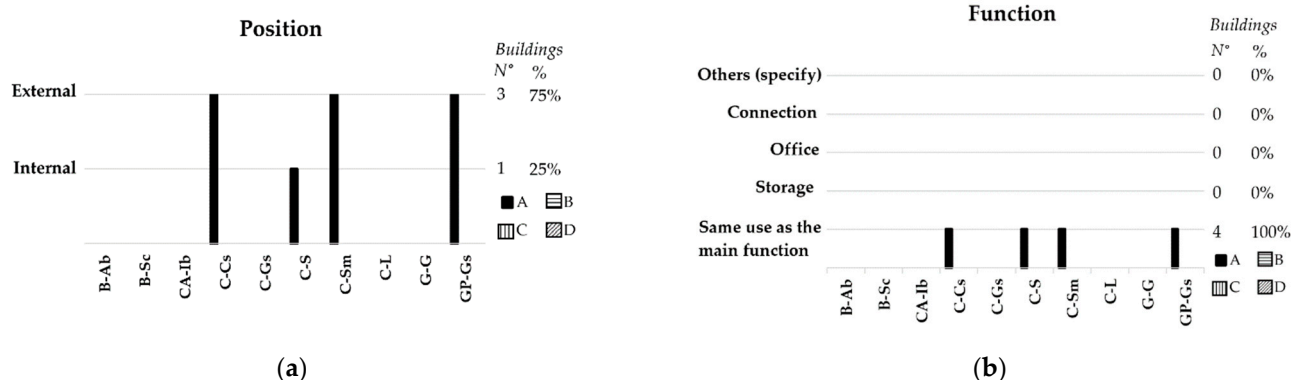 Position
Buildings
N° %
External 3 75%
Internal 1 25%
A B
C D
B-Ab B-Sc CA-Ib C-Cs C-Gs C-S C-Sm C-L G-G GP-Gs
(a)
Function
Buildings
N° %
Others (specify) 0 0%
Connection 0 0%
Office 0 0%
Storage 0 0%
Same use as the
main function 4 100%
A B
C D
B-Ab B-Sc CA-Ib C-Cs C-Gs C-S C-Sm C-L G-G GP-Gs
(b)